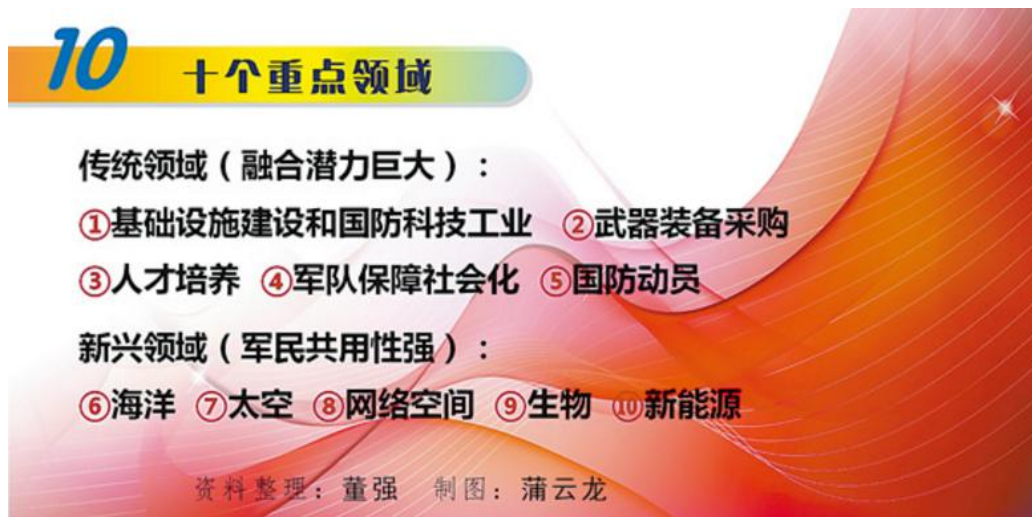 10 十个重点领域
传统领域（融合潜力巨大）：
①基础设施建设和国防科技工业 ②武器装备采购
③人才培养 ④军队保障社会化 ⑤国防动员
新兴领域（军民共用性强）：
⑥海洋 ⑦太空 ⑧网络空间 ⑨生物 ⑩新能源
资料整理：董强 制图：蒲云龙